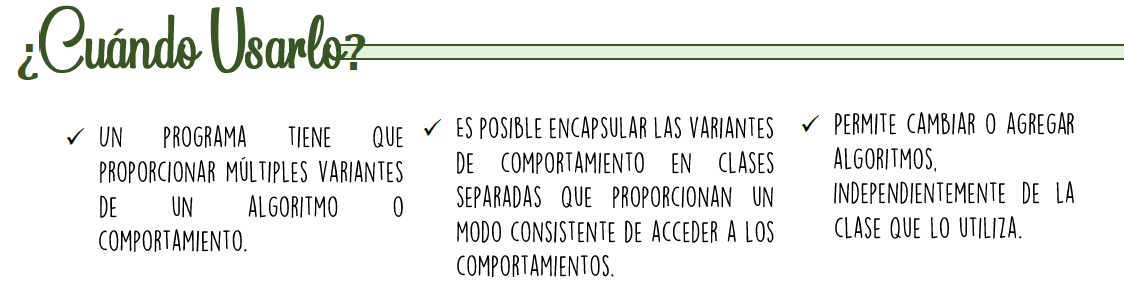 ¿Cuándo Usarlo?
✓ UN PROGRAMA TIENE QUE
PROPORCIONAR MÚLTIPLES VARIANTES
DE UN ALGORITMO O
COMPORTAMIENTO.
✓ ES POSIBLE ENCAPSULAR LAS VARIANTES
DE COMPORTAMIENTO EN CLASES
SEPARADAS QUE PROPORCIONAN UN
MODO CONSISTENTE DE ACCEDER A LOS
COMPORTAMIENTOS.
✓ PERMITE CAMBIAR O AGREGAR
ALGORITMOS,
INDEPENDIENTEMENTE DE LA
CLASE QUE LO UTILIZA.